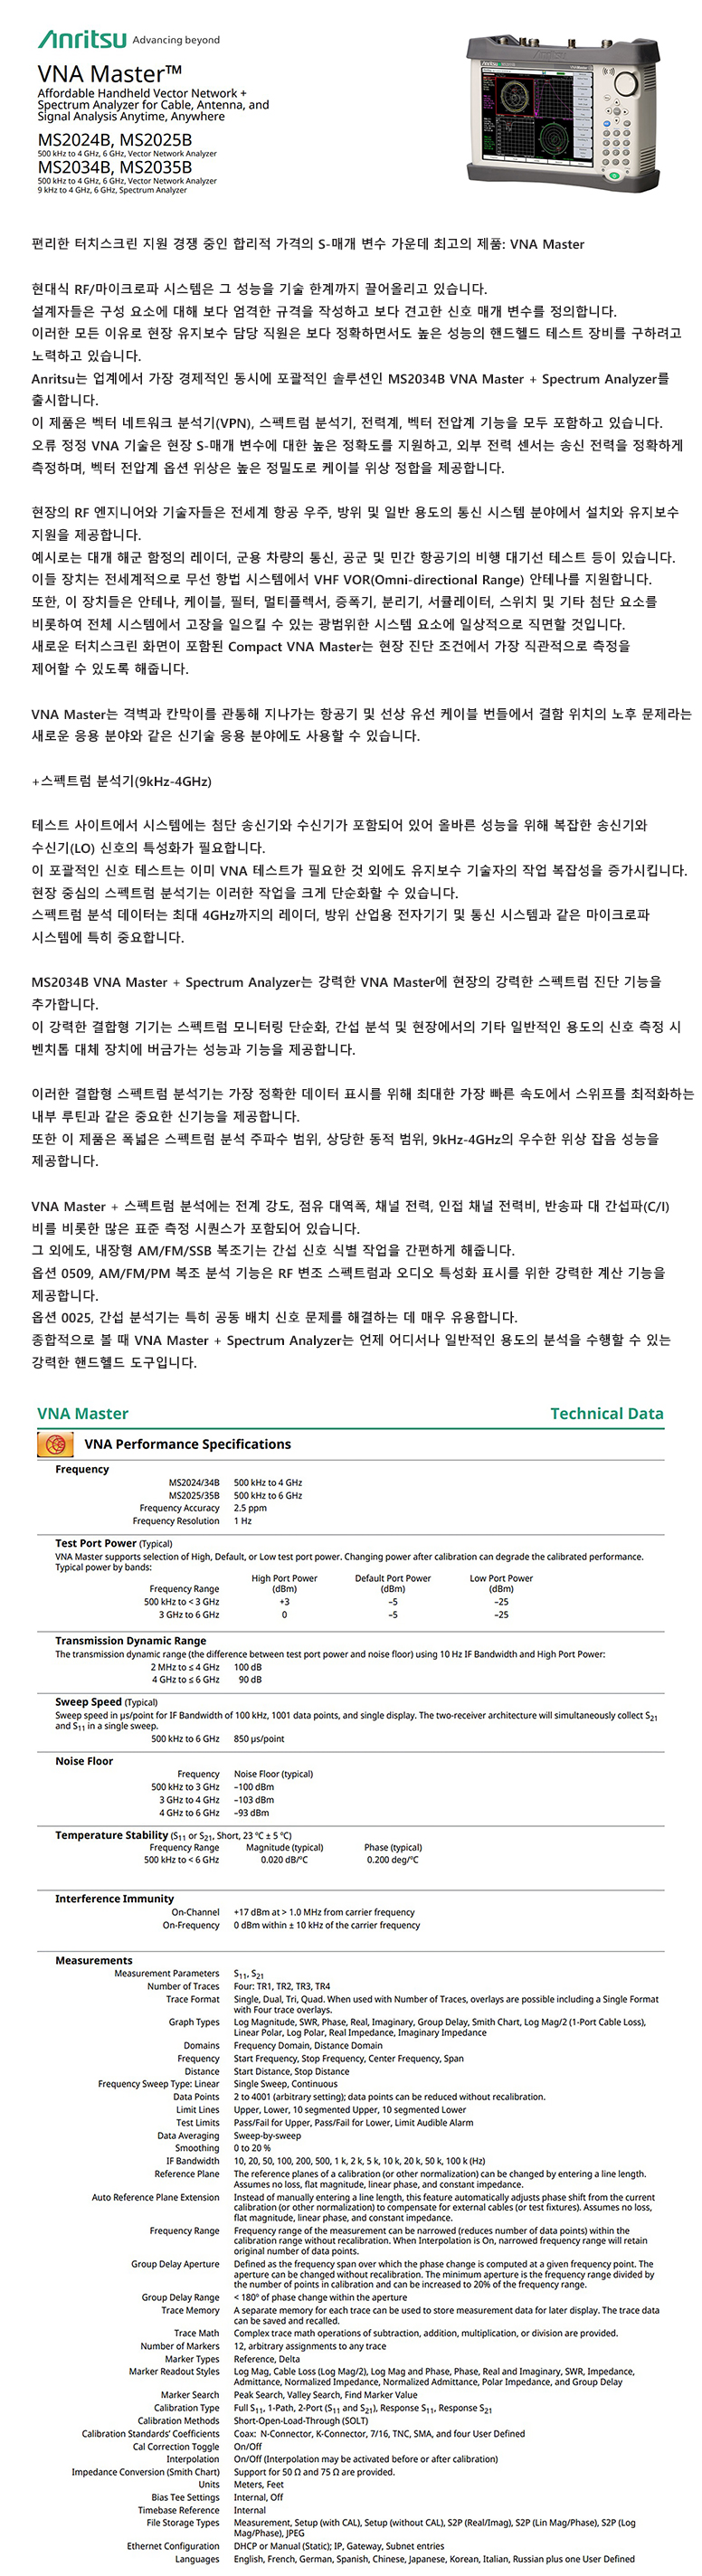 Anritsu Advancing beyond
VNA Master™
Affordable Handheld Vector Network +
Spectrum Analyzer for Cable, Antenna, and
Signal Analysis Anytime, Anywhere
MS2024B, MS2025B
500 kHz to 4 GHz, 6 GHz, Vector Network Analyzer
MS2034B, MS2035B
500 kHz to 4 GHz, 6 GHz, Vector Network Analyzer
9 kHz to 4 GHz, 6 GHz, Spectrum Analyzer
편리한 터치스크린 지원 경쟁 중인 합리적 가격의 S-매개 변수 가운데 최고의 제품: VNA Master
현대식 RF/마이크로파 시스템은 그 성능을 기술 한계까지 끌어올리고 있습니다.
설계자들은 구성 요소에 대해 보다 엄격한 규격을 작성하고 보다 견고한 신호 매개 변수를 정의합니다.
이러한 모든 이유로 현장 유지보수 담당 직원은 보다 정확하면서도 높은 성능의 핸드헬드 테스트 장비를 구하려고
노력하고 있습니다.
Anritsu는 업계에서 가장 경제적인 동시에 포괄적인 솔루션인 MS2034B VNA Master + Spectrum Analyzer를
출시합니다.
이 제품은 벡터 네트워크 분석기(VPN), 스펙트럼 분석기, 전력계, 벡터 전압계 기능을 모두 포함하고 있습니다.
오류 정정 VNA 기술은 현장 S-매개 변수에 대한 높은 정확도를 지원하고, 외부 전력 센서는 송신 전력을 정확하게
측정하며, 벡터 전압계 옵션 위상은 높은 정밀도로 케이블 위상 정합을 제공합니다.
현장의 RF 엔지니어와 기술자들은 전세계 항공 우주, 방위 및 일반 용도의 통신 시스템 분야에서 설치와 유지보수
지원을 제공합니다.
예시로는 대개 해군 함정의 레이더, 군용 차량의 통신, 공군 및 민간 항공기의 비행 대기선 테스트 등이 있습니다.
이들 장치는 전세계적으로 무선 항법 시스템에서 VHF VOR(Omni-directional Range) 안테나를 지원합니다.
또한, 이 장치들은 안테나, 케이블, 필터, 멀티플렉서, 증폭기, 분리기, 서큘레이터, 스위치 및 기타 첨단 요소를
비롯하여 전체 시스템에서 고장을 일으킬 수 있는 광범위한 시스템 요소에 일상적으로 직면할 것입니다.
새로운 터치스크린 화면이 포함된 Compact VNA Master는 현장 진단 조건에서 가장 직관적으로 측정을
제어할 수 있도록 해줍니다.
VNA Master는 격벽과 칸막이를 관통해 지나가는 항공기 및 선상 유선 케이블 번들에서 결함 위치의 노후 문제라는
새로운 응용 분야와 같은 신기술 응용 분야에도 사용할 수 있습니다.
+스펙트럼 분석기(9kHz-4GHz)
테스트 사이트에서 시스템에는 첨단 송신기와 수신기가 포함되어 있어 올바른 성능을 위해 복잡한 송신기와
수신기(LO) 신호의 특성화가 필요합니다.
이 포괄적인 신호 테스트는 이미 VNA 테스트가 필요한 것 외에도 유지보수 기술자의 작업 복잡성을 증가시킵니다.
현장 중심의 스펙트럼 분석기는 이러한 작업을 크게 단순화할 수 있습니다.
스펙트럼 분석 데이터는 최대 4GHz까지의 레이더, 방위 산업용 전자기기 및 통신 시스템과 같은 마이크로파
시스템에 특히 중요합니다.
MS2034B VNA Master + Spectrum Analyzer는 강력한 VNA Master에 현장의 강력한 스펙트럼 진단 기능을
추가합니다.
이 강력한 결합형 기기는 스펙트럼 모니터링 단순화, 간섭 분석 및 현장에서의 기타 일반적인 용도의 신호 측정 시
벤치톱 대체 장치에 버금가는 성능과 기능을 제공합니다.
이러한 결합형 스펙트럼 분석기는 가장 정확한 데이터 표시를 위해 최대한 가장 빠른 속도에서 스위프를 최적화하는
내부 루틴과 같은 중요한 신기능을 제공합니다.
또한 이 제품은 폭넓은 스펙트럼 분석 주파수 범위, 상당한 동적 범위, 9kHz-4GHz의 우수한 위상 잡음 성능을
제공합니다.
VNA Master + 스펙트럼 분석에는 전계 강도, 점유 대역폭, 채널 전력, 인접 채널 전력비, 반송파 대 간섭파(C/I)
비를 비롯한 많은 표준 측정 시퀀스가 포함되어 있습니다.
그 외에도, 내장형 AM/FM/SSB 복조기는 간섭 신호 식별 작업을 간편하게 해줍니다.
옵션 0509, AM/FM/PM 복조 분석 기능은 RF 변조 스펙트럼과 오디오 특성화 표시를 위한 강력한 계산 기능을
제공합니다.
옵션 0025, 간섭 분석기는 특히 공동 배치 신호 문제를 해결하는 데 매우 유용합니다.
종합적으로 볼 때 VNA Master + Spectrum Analyzer는 언제 어디서나 일반적인 용도의 분석을 수행할 수 있는
강력한 핸드헬드 도구입니다.
VNA Master Technical Data
VNA Performance Specifications
Frequency
MS2024/34B 500 kHz to 4 GHz
MS2025/35B 500 kHz to 6 GHz
Frequency Accuracy 2.5 ppm
Frequency Resolution 1 Hz
Test Port Power (Typical)
VNA Master supports selection of High, Default, or Low test port power. Changing power after calibration can degrade the calibrated performance.
Typical power by bands:
High Port Power Default Port Power Low Port Power
Frequency Range (dBm) (dBm) (dBm)
500 kHz to < 3 GHz +3 –5 –25
3 GHz to 6 GHz 0 –5 –25
Transmission Dynamic Range
The transmission dynamic range (the difference between test port power and noise floor) using 10 Hz IF Bandwidth and High Port Power:
2 MHz to ≤ 4 GHz 100 dB
4 GHz to ≤ 6 GHz 90 dB
Sweep Speed (Typical)
Sweep speed in µs/point for IF Bandwidth of 100 kHz, 1001 data points, and single display. The two-receiver architecture will simultaneously collect S21
and S11 in a single sweep.
500 kHz to 6 GHz 850 µs/point
Noise Floor
Frequency Noise Floor (typical)
500 kHz to 3 GHz –100 dBm
3 GHz to 4 GHz –103 dBm
4 GHz to 6 GHz –93 dBm
Temperature Stability (S11 or S21, Short, 23 ºC ± 5 ºC)
Frequency Range Magnitude (typical) Phase (typical)
500 kHz to < 6 GHz 0.020 dB/ºC 0.200 deg/ºC
Interference Immunity
On-Channel +17 dBm at > 1.0 MHz from carrier frequency
On-Frequency 0 dBm within ± 10 kHz of the carrier frequency
Measurements
Measurement Parameters S11, S21
Number of Traces Four: TR1, TR2, TR3, TR4
Trace Format Single, Dual, Tri, Quad. When used with Number of Traces, overlays are possible including a Single Format
with Four trace overlays.
Graph Types Log Magnitude, SWR, Phase, Real, Imaginary, Group Delay, Smith Chart, Log Mag/2 (1-Port Cable Loss),
Linear Polar, Log Polar, Real Impedance, Imaginary Impedance
Domains Frequency Domain, Distance Domain
Frequency Start Frequency, Stop Frequency, Center Frequency, Span
Distance Start Distance, Stop Distance
Frequency Sweep Type: Linear Single Sweep, Continuous
Data Points 2 to 4001 (arbitrary setting); data points can be reduced without recalibration.
Limit Lines Upper, Lower, 10 segmented Upper, 10 segmented Lower
Test Limits Pass/Fail for Upper, Pass/Fail for Lower, Limit Audible Alarm
Data Averaging Sweep-by-sweep
Smoothing 0 to 20 %
IF Bandwidth 10, 20, 50, 100, 200, 500, 1 k, 2 k, 5 k, 10 k, 20 k, 50 k, 100 k (Hz)
Reference Plane The reference planes of a calibration (or other normalization) can be changed by entering a line length.
Assumes no loss, flat magnitude, linear phase, and constant impedance.
Auto Reference Plane Extension Instead of manually entering a line length, this feature automatically adjusts phase shift from the current
calibration (or other normalization) to compensate for external cables (or test fixtures). Assumes no loss,
flat magnitude, linear phase, and constant impedance.
Frequency Range Frequency range of the measurement can be narrowed (reduces number of data points) within the
calibration range without recalibration. When Interpolation is On, narrowed frequency range will retain
original number of data points.
Group Delay Aperture Defined as the frequency span over which the phase change is computed at a given frequency point. The
aperture can be changed without recalibration. The minimum aperture is the frequency range divided by
the number of points in calibration and can be increased to 20% of the frequency range.
Group Delay Range < 180º of phase change within the aperture
Trace Memory A separate memory for each trace can be used to store measurement data for later display. The trace data
can be saved and recalled.
Trace Math Complex trace math operations of subtraction, addition, multiplication, or division are provided.
Number of Markers 12, arbitrary assignments to any trace
Marker Types Reference, Delta
Marker Readout Styles Log Mag, Cable Loss (Log Mag/2), Log Mag and Phase, Phase, Real and Imaginary, SWR, Impedance,
Admittance, Normalized Impedance, Normalized Admittance, Polar Impedance, and Group Delay
Marker Search Peak Search, Valley Search, Find Marker Value
Calibration Type Full S11, 1-Path, 2-Port (S11 and S21), Response S11, Response S21
Calibration Methods Short-Open-Load-Through (SOLT)
Calibration Standards' Coefficients Coax: N-Connector, K-Connector, 7/16, TNC, SMA, and four User Defined
Cal Correction Toggle On/Off
Interpolation On/Off (Interpolation may be activated before or after calibration)
Impedance Conversion (Smith Chart) Support for 50 Ω and 75 Ω are provided.
Units Meters, Feet
Bias Tee Settings Internal, Off
Timebase Reference Internal
File Storage Types Measurement, Setup (with CAL), Setup (without CAL), S2P (Real/Imag), S2P (Lin Mag/Phase), S2P (Log
Mag/Phase), JPEG
Ethernet Configuration DHCP or Manual (Static); IP, Gateway, Subnet entries
Languages English, French, German, Spanish, Chinese, Japanese, Korean, Italian, Russian plus one User Defined